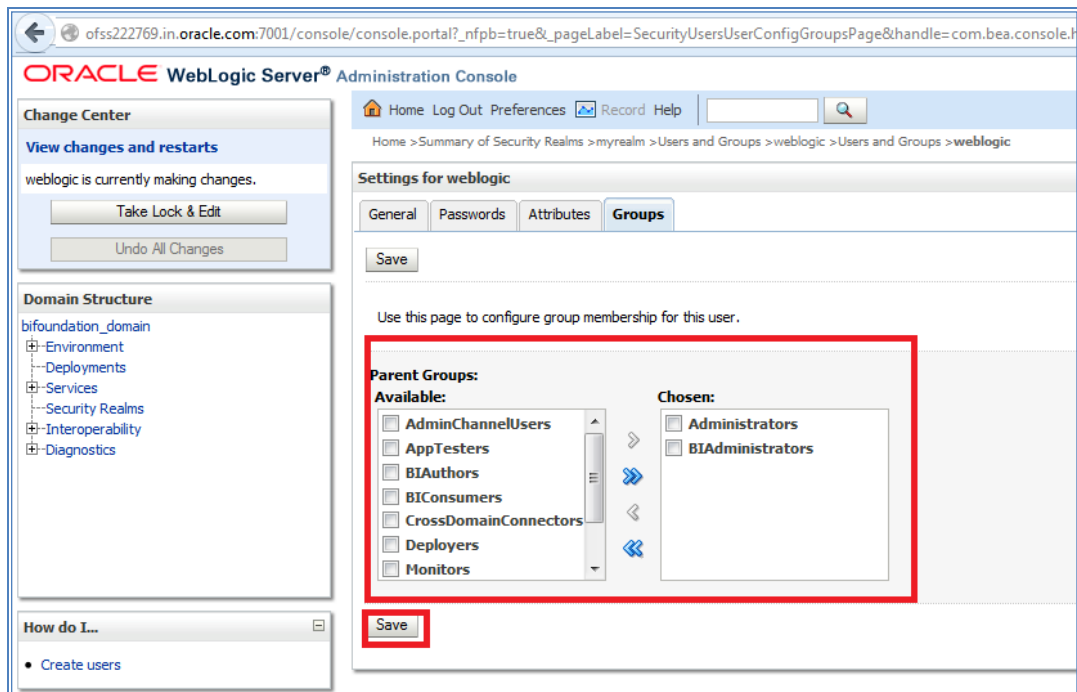 ofss222769.in.oracle.com:7001/console/console.portal?_nfpb=true&_pageLabel=SecurityUsersUserConfigGroupsPage&handle=com.bea.console.h
ORACLE WebLogic Server® Administration Console
Change Center
View changes and restarts
weblogic is currently making changes.
Take Lock & Edit
Undo All Changes
Domain Structure
bifoundation_domain
Environment
Deployments
Services
Security Realms
Interoperability
Diagnostics
How do I...
Create users
Home Log Out Preferences Record Help
Home >Summary of Security Realms >myrealm >Users and Groups >weblogic >Users and Groups >weblogic
Settings for weblogic
General Passwords Attributes Groups
Save
Use this page to configure group membership for this user.
Parent Groups:
Available:
AdminChannelUsers
AppTesters
BIAuthors
BIConsumers
CrossDomainConnectors
Deployers
Monitors
Chosen:
Administrators
BIAdministrators
Save